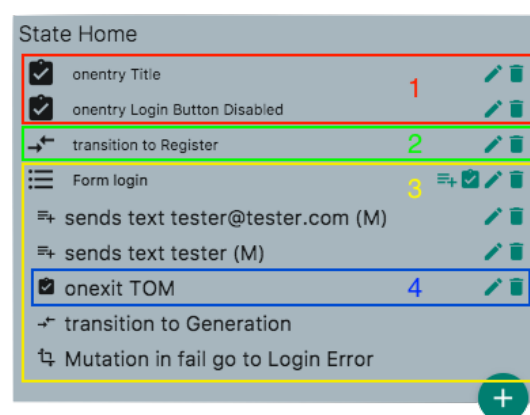 State Home
onentry Title
1
onentry Login Button Disabled
transition to Register
2
Form login
3
sends text tester@tester.com (M)
sends text tester (M)
onexit TOM
4
transition to Generation
Mutation in fail go to Login Error